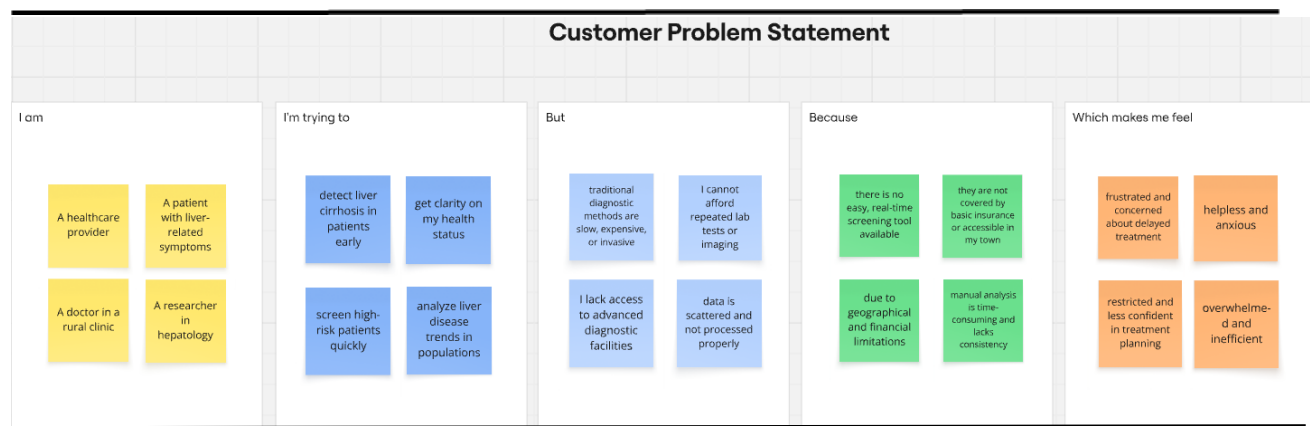 Customer Problem Statement
I am
A healthcare
provider
A patient
with liver-
related
symptoms
A doctor in a
rural clinic
A researcher
in
hepatology
I'm trying to
detect liver
cirrhosis in
patients
early
get clarity on
my health
status
screen high-
risk patients
quickly
analyze liver
disease
trends in
populations
But
traditional
diagnostic
methods are
slow, expensive,
or invasive
I cannot
afford
repeated lab
tests or
imaging
I lack access
to advanced
diagnostic
facilities
data is
scattered and
not processed
properly
Because
there is no
easy, real-time
screening tool
available
they are not
covered by
basic insurance
or accessible in
my town
due to
geographical
and financial
limitations
manual analysis
is time-
consuming and
lacks
consistency
Which makes me feel
frustrated and
concerned
about delayed
treatment
helpless and
anxious
restricted and
less confident
in treatment
planning
overwhelme-
d and
inefficient